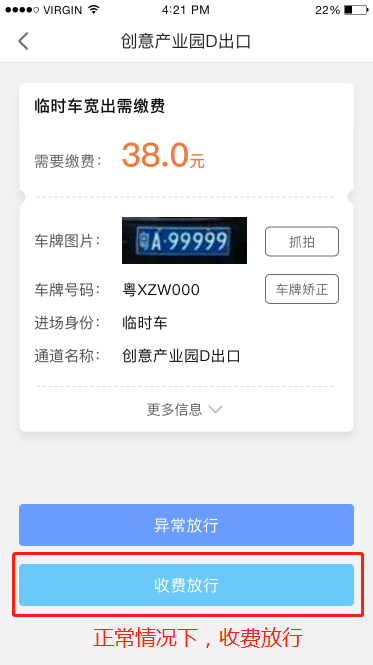 VIRGIN 4:21 PM 22%
创意产业园D出口
临时车宽出需缴费
需要缴费： 38.0元
车牌图片： 粤A·99999 抓拍
车牌号码： 粤XZW000 车牌矫正
进场身份： 临时车
通道名称： 创意产业园D出口
更多信息
异常放行
收费放行
正常情况下，收费放行